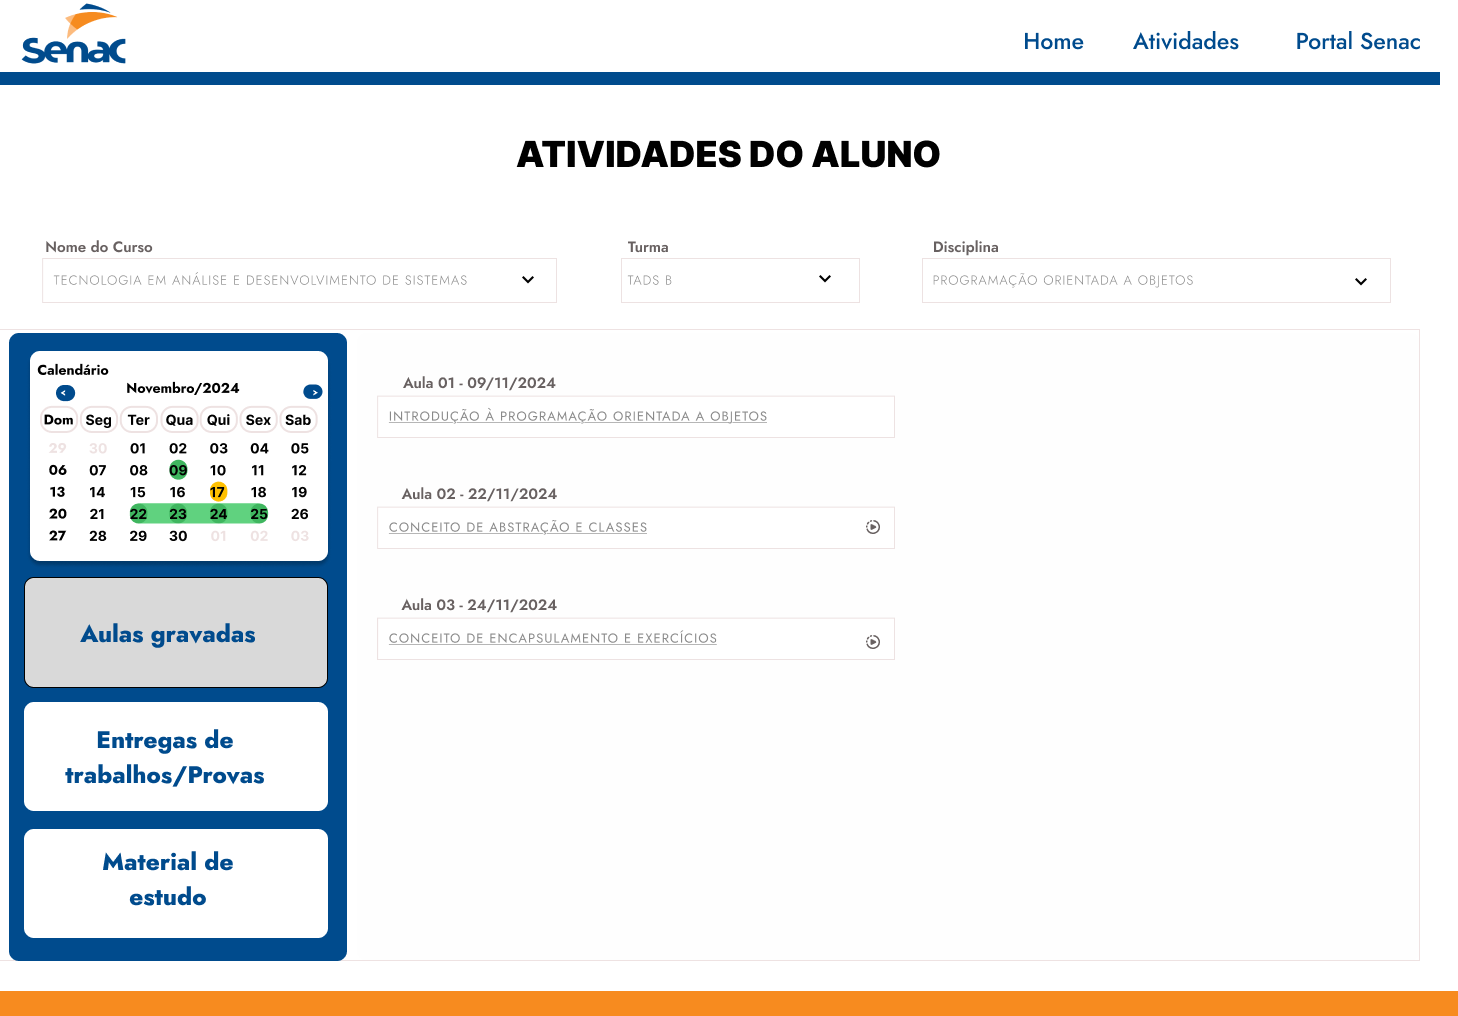 Senac
Home Atividades Portal Senac
ATIVIDADES DO ALUNO
Nome do Curso Turma Disciplina
TECNOLOGIA EM ANÁLISE E DESENVOLVIMENTO DE SISTEMAS TADS B PROGRAMAÇÃO ORIENTADA A OBJETOS
Calendário
< Novembro/2024 >
Dom Seg Ter Qua Qui Sex Sab
29 30 01 02 03 04 05
06 07 08 09 10 11 12
13 14 15 16 17 18 19
20 21 22 23 24 25 26
27 28 29 30 01 02 03
Aulas gravadas
Entregas de
trabalhos/Provas
Material de
estudo
Aula 01 - 09/11/2024
INTRODUÇÃO À PROGRAMAÇÃO ORIENTADA A OBJETOS
Aula 02 - 22/11/2024
CONCEITO DE ABSTRAÇÃO E CLASSES
Aula 03 - 24/11/2024
CONCEITO DE ENCAPSULAMENTO E EXERCÍCIOS